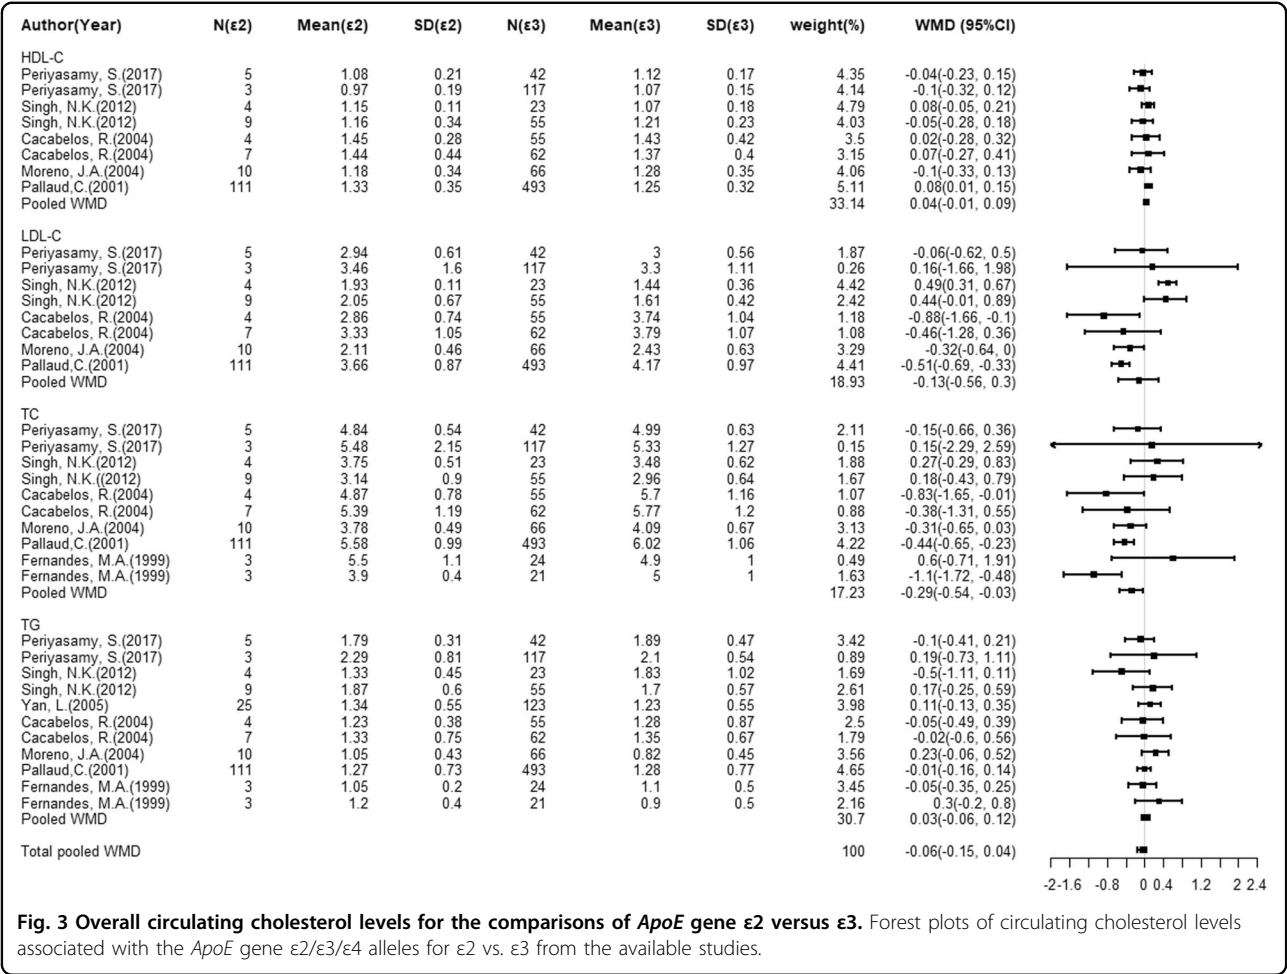 Author(Year) N(ε2) Mean(ε2) SD(ε2) N(ε3) Mean(ε3) SD(ε3) weight(%) WMD (95%CI)
HDL-C
Periyasamy, S.(2017) 5 1.08 0.21 42 1.12 0.17 4.35 -0.04(-0.23, 0.15)
Periyasamy, S.(2017) 3 0.97 0.19 117 1.07 0.15 4.14 -0.1(-0.32, 0.12)
Singh, N.K.(2012) 4 1.15 0.11 23 1.07 0.18 4.79 0.08(-0.05, 0.21)
Singh, N.K.(2012) 9 1.16 0.34 55 1.21 0.23 4.03 -0.05(-0.28, 0.18)
Cacabelos, R.(2004) 4 1.45 0.28 55 1.43 0.42 3.5 0.02(-0.28, 0.32)
Cacabelos, R.(2004) 7 1.44 0.44 62 1.37 0.4 3.15 0.07(-0.27, 0.41)
Moreno, J.A.(2004) 10 1.18 0.34 66 1.28 0.35 4.06 -0.1(-0.33, 0.13)
Pallaud,C.(2001) 111 1.33 0.35 493 1.25 0.32 5.11 0.08(0.01, 0.15)
Pooled WMD 33.14 0.04(-0.01, 0.09)
LDL-C
Periyasamy, S.(2017) 5 2.94 0.61 42 3 0.56 1.87 -0.06(-0.62, 0.5)
Periyasamy, S.(2017) 3 3.46 1.6 117 3.3 1.11 0.26 0.16(-1.66, 1.98)
Singh, N.K.(2012) 4 1.93 0.11 23 1.44 0.36 4.42 0.49(0.31, 0.67)
Singh, N.K.(2012) 9 2.05 0.67 55 1.61 0.42 2.42 0.44(-0.01, 0.89)
Cacabelos, R.(2004) 4 2.86 0.74 55 3.74 1.04 1.18 -0.88(-1.66, -0.1)
Cacabelos, R.(2004) 7 3.33 1.05 62 3.79 1.07 1.08 -0.46(-1.28, 0.36)
Moreno, J.A.(2004) 10 2.11 0.46 66 2.43 0.63 3.29 -0.32(-0.64, 0)
Pallaud,C.(2001) 111 3.66 0.87 493 4.17 0.97 4.41 -0.51(-0.69, -0.33)
Pooled WMD 18.93 -0.13(-0.56, 0.3)
TC
Periyasamy, S.(2017) 5 4.84 0.54 42 4.99 0.63 2.11 -0.15(-0.66, 0.36)
Periyasamy, S.(2017) 3 5.48 2.15 117 5.33 1.27 0.15 0.15(-2.29, 2.59)
Singh, N.K.(2012) 4 3.75 0.51 23 3.48 0.62 1.88 0.27(-0.29, 0.83)
Singh, N.K.((2012) 9 3.14 0.9 55 2.96 0.64 1.67 0.18(-0.43, 0.79)
Cacabelos, R.(2004) 4 4.87 0.78 55 5.7 1.16 1.07 -0.83(-1.65, -0.01)
Cacabelos, R.(2004) 7 5.39 1.19 62 5.77 1.2 0.88 -0.38(-1.31, 0.55)
Moreno, J.A.(2004) 10 3.78 0.49 66 4.09 0.67 3.13 -0.31(-0.65, 0.03)
Pallaud,C.(2001) 111 5.58 0.99 493 6.02 1.06 4.22 -0.44(-0.65, -0.23)
Fernandes, M.A.(1999) 3 5.5 1.1 24 4.9 1 0.49 0.6(-0.71, 1.91)
Fernandes, M.A.(1999) 3 3.9 0.4 21 5 1 1.63 -1.1(-1.72, -0.48)
Pooled WMD 17.23 -0.29(-0.54, -0.03)
TG
Periyasamy, S.(2017) 5 1.79 0.31 42 1.89 0.47 3.42 -0.1(-0.41, 0.21)
Periyasamy, S.(2017) 3 2.29 0.81 117 2.1 0.54 0.89 0.19(-0.73, 1.11)
Singh, N.K.(2012) 4 1.33 0.45 23 1.83 1.02 1.69 -0.5(-1.11, 0.11)
Singh, N.K.(2012) 9 1.87 0.6 55 1.7 0.57 2.61 0.17(-0.25, 0.59)
Yan, L.(2005) 25 1.34 0.55 123 1.23 0.55 3.98 0.11(-0.13, 0.35)
Cacabelos, R.(2004) 4 1.23 0.38 55 1.28 0.87 2.5 -0.05(-0.49, 0.39)
Cacabelos, R.(2004) 7 1.33 0.75 62 1.35 0.67 1.79 -0.02(-0.6, 0.56)
Moreno, J.A.(2004) 10 1.05 0.43 66 0.82 0.45 3.56 0.23(-0.06, 0.52)
Pallaud,C.(2001) 111 1.27 0.73 493 1.28 0.77 4.65 -0.01(-0.16, 0.14)
Fernandes, M.A.(1999) 3 1.05 0.2 24 1.1 0.5 3.45 -0.05(-0.35, 0.25)
Fernandes, M.A.(1999) 3 1.2 0.4 21 0.9 0.5 2.16 0.3(-0.2, 0.8)
Pooled WMD 30.7 0.03(-0.06, 0.12)
Total pooled WMD 100 -0.06(-0.15, 0.04)
-2 -1.6 -0.8 0 0.4 1.2 2 2.4
Fig. 3 Overall circulating cholesterol levels for the comparisons of ApoE gene ε2 versus ε3. Forest plots of circulating cholesterol levels
associated with the ApoE gene ε2/ε3/ε4 alleles for ε2 vs. ε3 from the available studies.